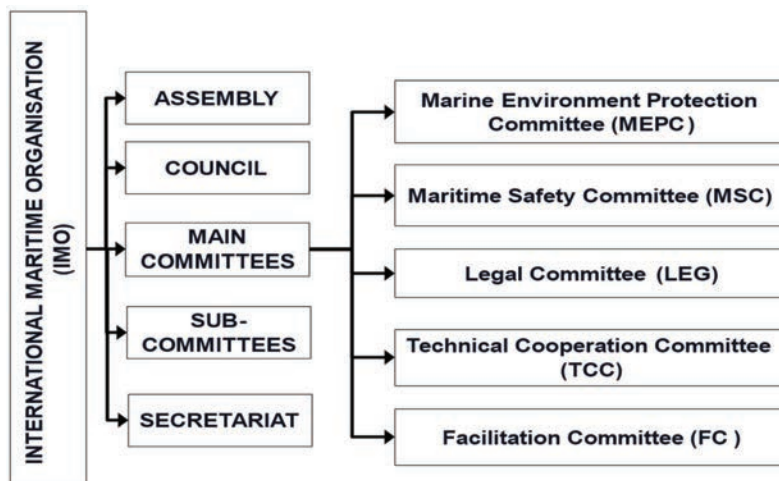 INTERNATIONAL MARITIME ORGANISATION
(IMO)
ASSEMBLY
COUNCIL
MAIN
COMMITTEES
SUB-
COMMITTEES
SECRETARIAT
Marine Environment Protection
Committee (MEPC)
Maritime Safety Committee (MSC)
Legal Committee (LEG)
Technical Cooperation Committee
(TCC)
Facilitation Committee (FC )